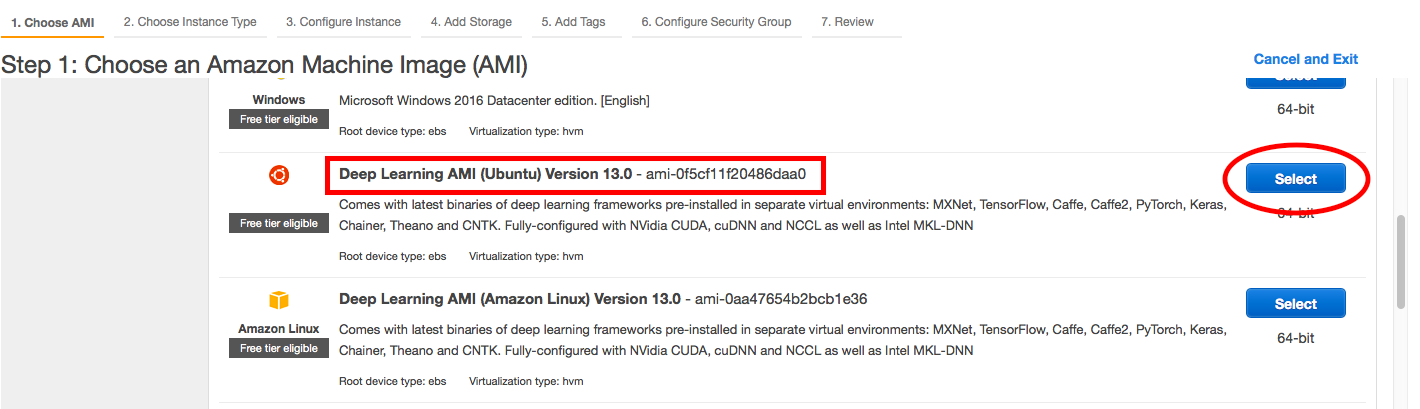 1. Choose AMI 2. Choose Instance Type 3. Configure Instance 4. Add Storage 5. Add Tags 6. Configure Security Group 7. Review
Step 1: Choose an Amazon Machine Image (AMI)
Cancel and Exit
Windows
Free tier eligible
Microsoft Windows 2016 Datacenter edition. [English]
Root device type: ebs Virtualization type: hvm
64-bit
Free tier eligible
Deep Learning AMI (Ubuntu) Version 13.0 - ami-0f5cf11f20486daa0
Comes with latest binaries of deep learning frameworks pre-installed in separate virtual environments: MXNet, TensorFlow, Caffe, Caffe2, PyTorch, Keras,
Chainer, Theano and CNTK. Fully-configured with NVidia CUDA, cuDNN and NCCL as well as Intel MKL-DNN
Root device type: ebs Virtualization type: hvm
Select
64-bit
Amazon Linux
Free tier eligible
Deep Learning AMI (Amazon Linux) Version 13.0 - ami-0aa47654b2bcb1e36
Comes with latest binaries of deep learning frameworks pre-installed in separate virtual environments: MXNet, TensorFlow, Caffe, Caffe2, PyTorch, Keras,
Chainer, Theano and CNTK. Fully-configured with NVidia CUDA, cuDNN and NCCL as well as Intel MKL-DNN
Root device type: ebs Virtualization type: hvm
Select
64-bit